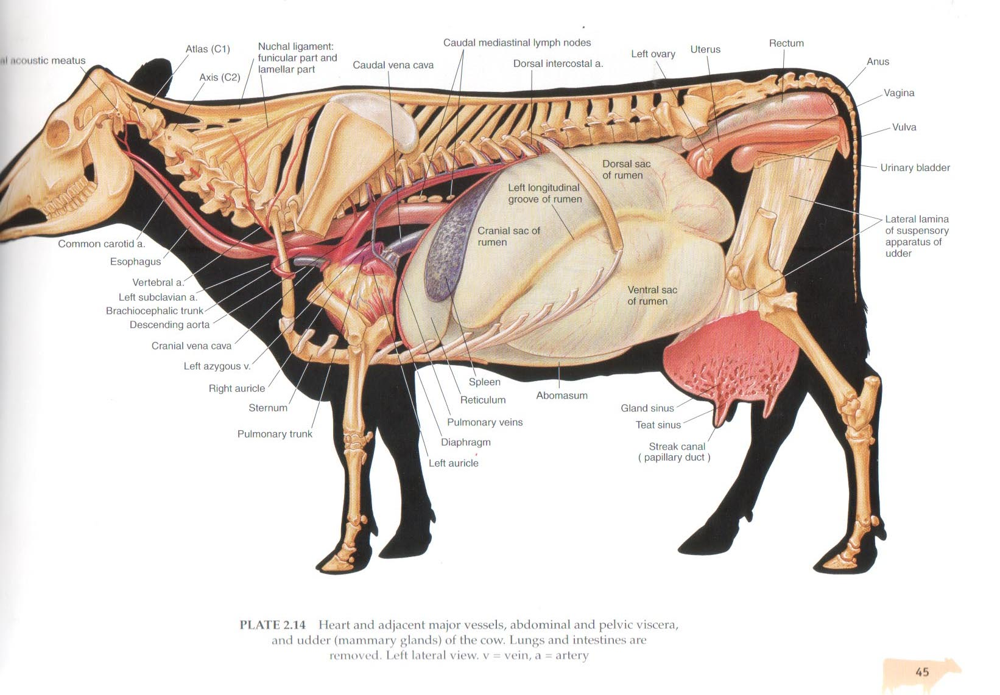 al acoustic meatus
Atlas (C1)
Axis (C2)
Nuchal ligament:
funicular part and
lamellar part
Caudal vena cava
Caudal mediastinal lymph nodes
Dorsal intercostal a.
Left ovary
Uterus
Rectum
Anus
Vagina
Vulva
Urinary bladder
Lateral lamina
of suspensory
apparatus of
udder
Dorsal sac
of rumen
Left longitudinal
groove of rumen
Cranial sac of
rumen
Ventral sac
of rumen
Common carotid a.
Esophagus
Vertebral a.
Left subclavian a.
Brachiocephalic trunk
Descending aorta
Cranial vena cava
Left azygous v.
Right auricle
Sternum
Pulmonary trunk
Spleen
Reticulum
Pulmonary veins
Diaphragm
Left auricle
Abomasum
Gland sinus
Teat sinus
Streak canal
( papillary duct )
PLATE 2.14 Heart and adjacent major vessels, abdominal and pelvic viscera,
and udder (mammary glands) of the cow. Lungs and intestines are
removed. Left lateral view. v = vein, a = artery
45